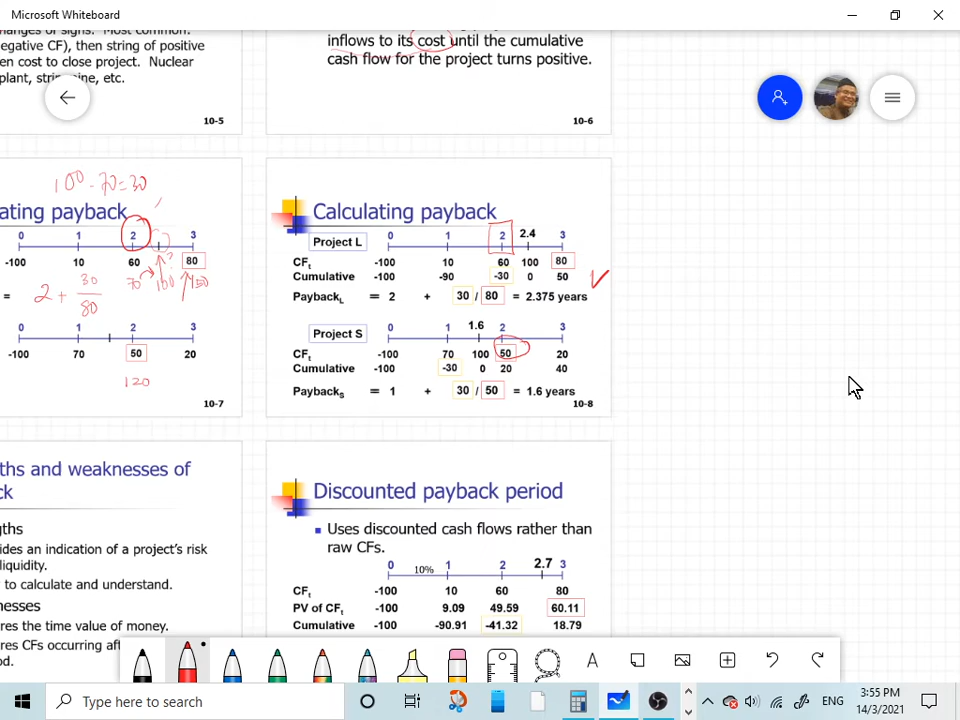 Microsoft Whiteboard
egative CF), then string of positive
en cost to close project. Nuclear
plant, strip mine, etc.
10-5
inflows to its cost until the cumulative
cash flow for the project turns positive.
10-6
100 - 70 = 30
ating payback
0 1 2 3
-100 10 60 80
70 100 150
= 2 + 30/80
?
0 1 2 3
-100 70 50 20
120
10-7
Calculating payback
Project L 0 1 2 2.4 3
CFt -100 10 60 100 80
Cumulative -100 -90 -30 0 50
PaybackL = 2 + 30 / 80 = 2.375 years
Project S 0 1 1.6 2 3
CFt -100 70 100 50 20
Cumulative -100 -30 0 20 40
PaybackS = 1 + 30 / 50 = 1.6 years
10-8
ths and weaknesses of
ck
gths
ides an indication of a project's risk
liquidity.
to calculate and understand.
nesses
res the time value of money.
res CFs occurring aft
od.
Discounted payback period
Uses discounted cash flows rather than
raw CFs.
0 10% 1 2 2.7 3
CFt -100 10 60 80
PV of CFt -100 9.09 49.59 60.11
Cumulative -100 -90.91 -41.32 18.79
A
Type here to search
ENG
3:55 PM
14/3/2021